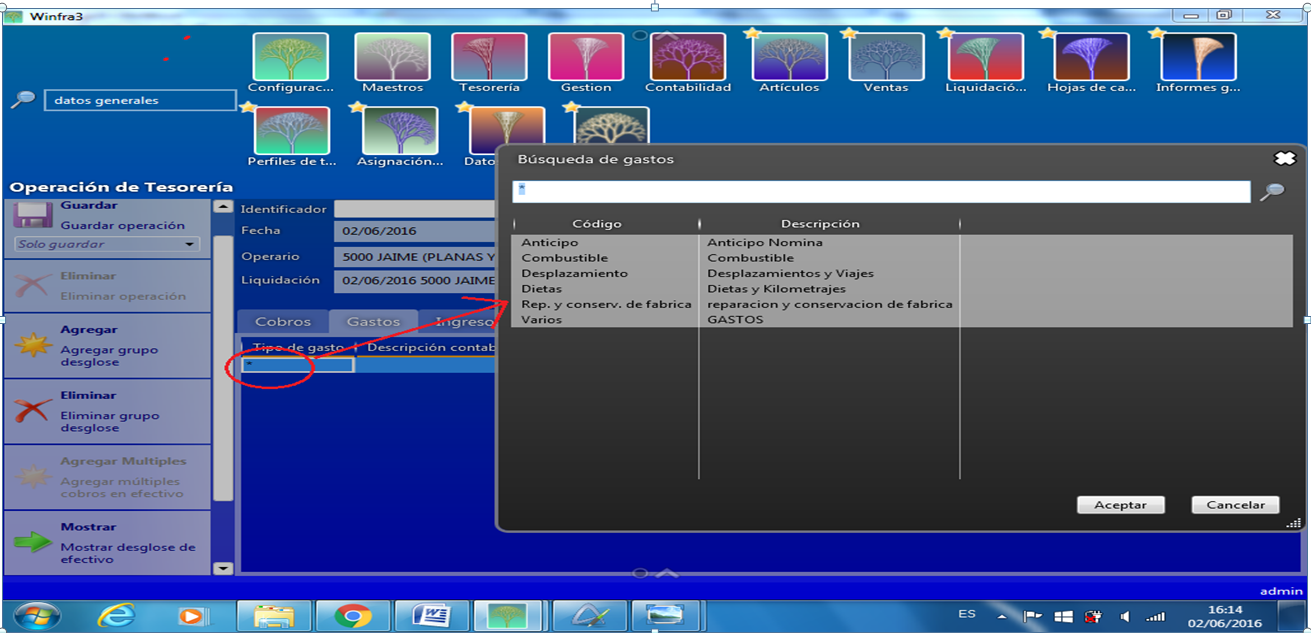 Winfra3
datos generales
Configurac...
Maestros
Tesorería
Gestion
Contabilidad
Artículos
Ventas
Liquidació...
Hojas de ca...
Informes g...
Perfiles de t...
Asignación...
Dato
Operación de Tesorería
Guardar
Guardar operación
Solo guardar
Eliminar
Eliminar operación
Agregar
Agregar grupo
desglose
Eliminar
Eliminar grupo
desglose
Agregar Multiples
Agregar múltiples
cobros en efectivo
Mostrar
Mostrar desglose de
efectivo
Identificador
Fecha 02/06/2016
Operario 5000 JAIME (PLANAS Y
Liquidación 02/06/2016 5000 JAIME
Cobros Gastos Ingreso
Tipo de gasto Descripción contab
*
Búsqueda de gastos
*
Código Descripción
Anticipo Anticipo Nomina
Combustible Combustible
Desplazamiento Desplazamientos y Viajes
Dietas Dietas y Kilometrajes
Rep. y conserv. de fabrica reparacion y conservacion de fabrica
Varios GASTOS
Aceptar Cancelar
admin
ES
16:14
02/06/2016